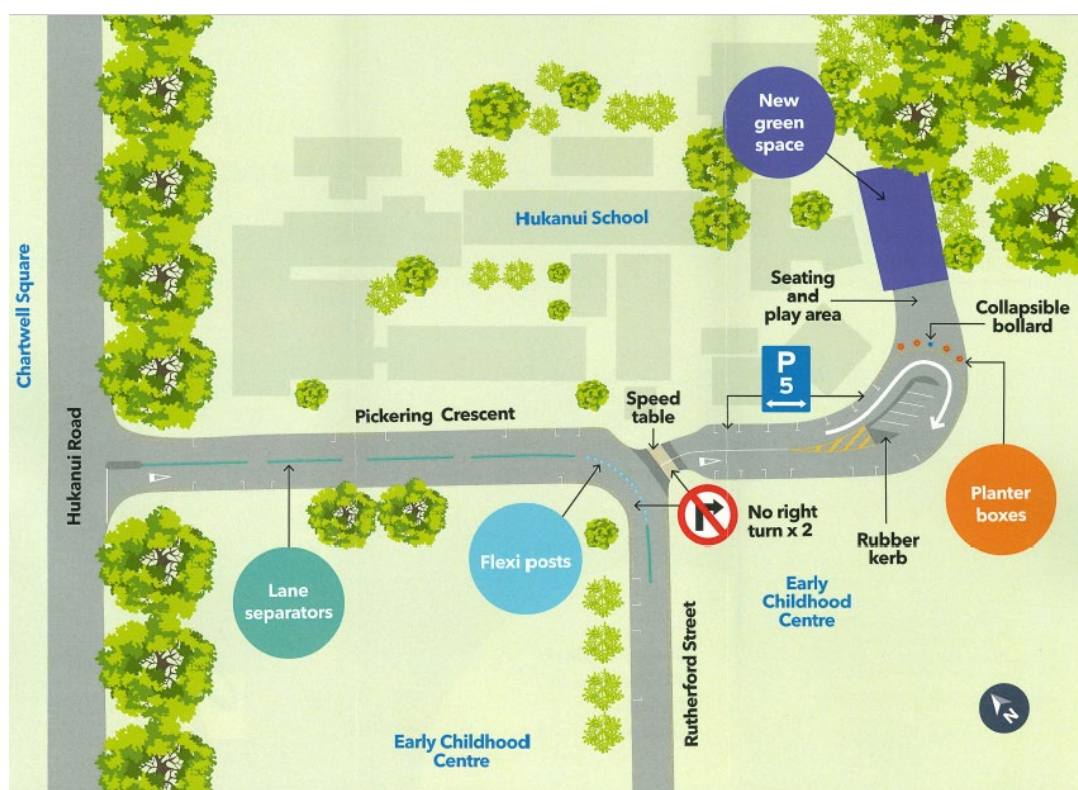 New
green
space
Hukanui School
Chartwell Square
Seating
and
play area
Collapsible
bollard
P
5
Speed
table
Pickering Crescent
Hukanui Road
No right
turn x 2
Planter
boxes
Rubber
kerb
Flexi posts
Lane
separators
Early
Childhood
Centre
Rutherford Street
Early Childhood
Centre
N